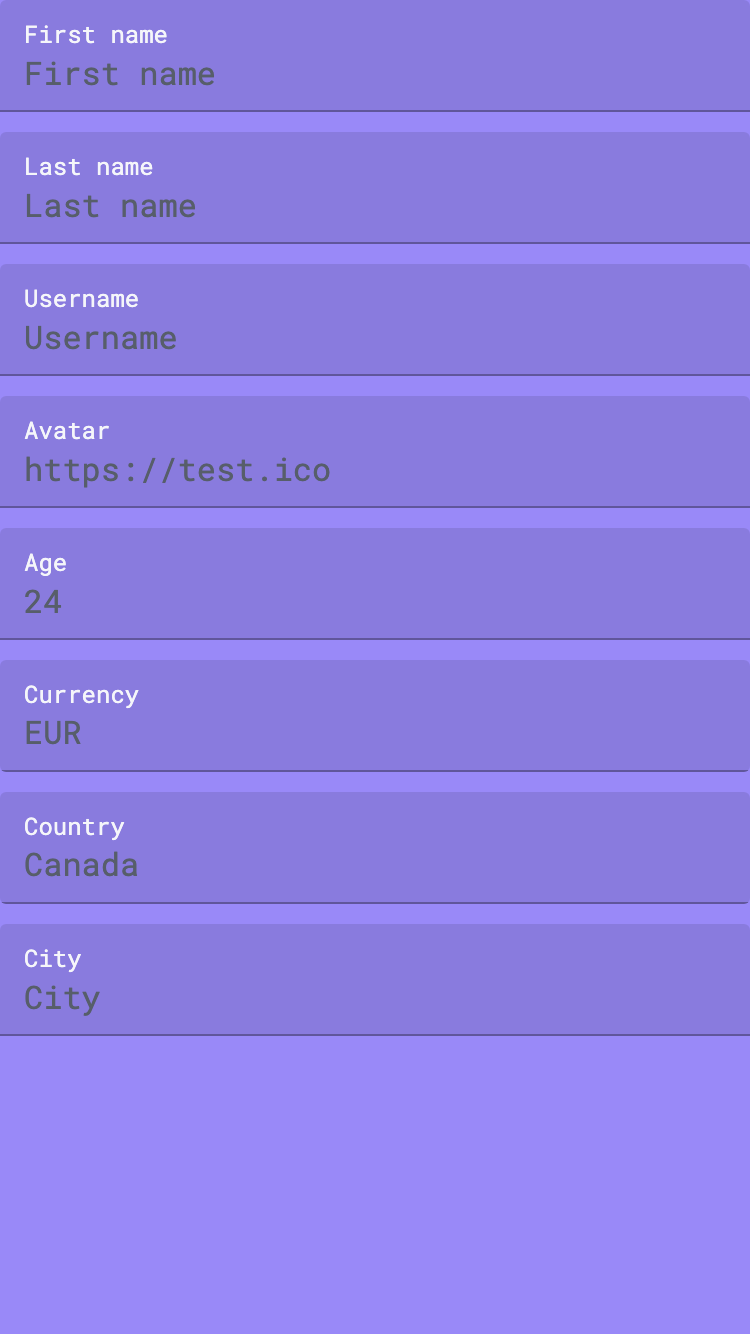 First name
First name
Last name
Last name
Username
Username
Avatar
https://test.ico
Age
24
Currency
EUR
Country
Canada
City
City